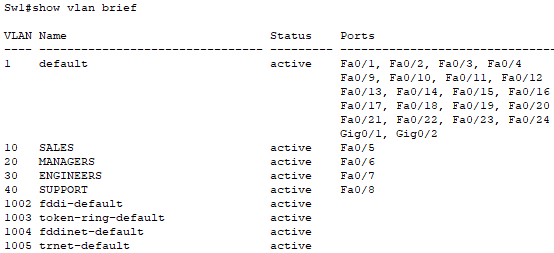 Sw1#show vlan brief
VLAN Name Status Ports
---- -------------------------------- --------- -------------------------------
1 default active Fa0/1, Fa0/2, Fa0/3, Fa0/4
Fa0/9, Fa0/10, Fa0/11, Fa0/12
Fa0/13, Fa0/14, Fa0/15, Fa0/16
Fa0/17, Fa0/18, Fa0/19, Fa0/20
Fa0/21, Fa0/22, Fa0/23, Fa0/24
Gig0/1, Gig0/2
10 SALES active Fa0/5
20 MANAGERS active Fa0/6
30 ENGINEERS active Fa0/7
40 SUPPORT active Fa0/8
1002 fddi-default active
1003 token-ring-default active
1004 fddinet-default active
1005 trnet-default active